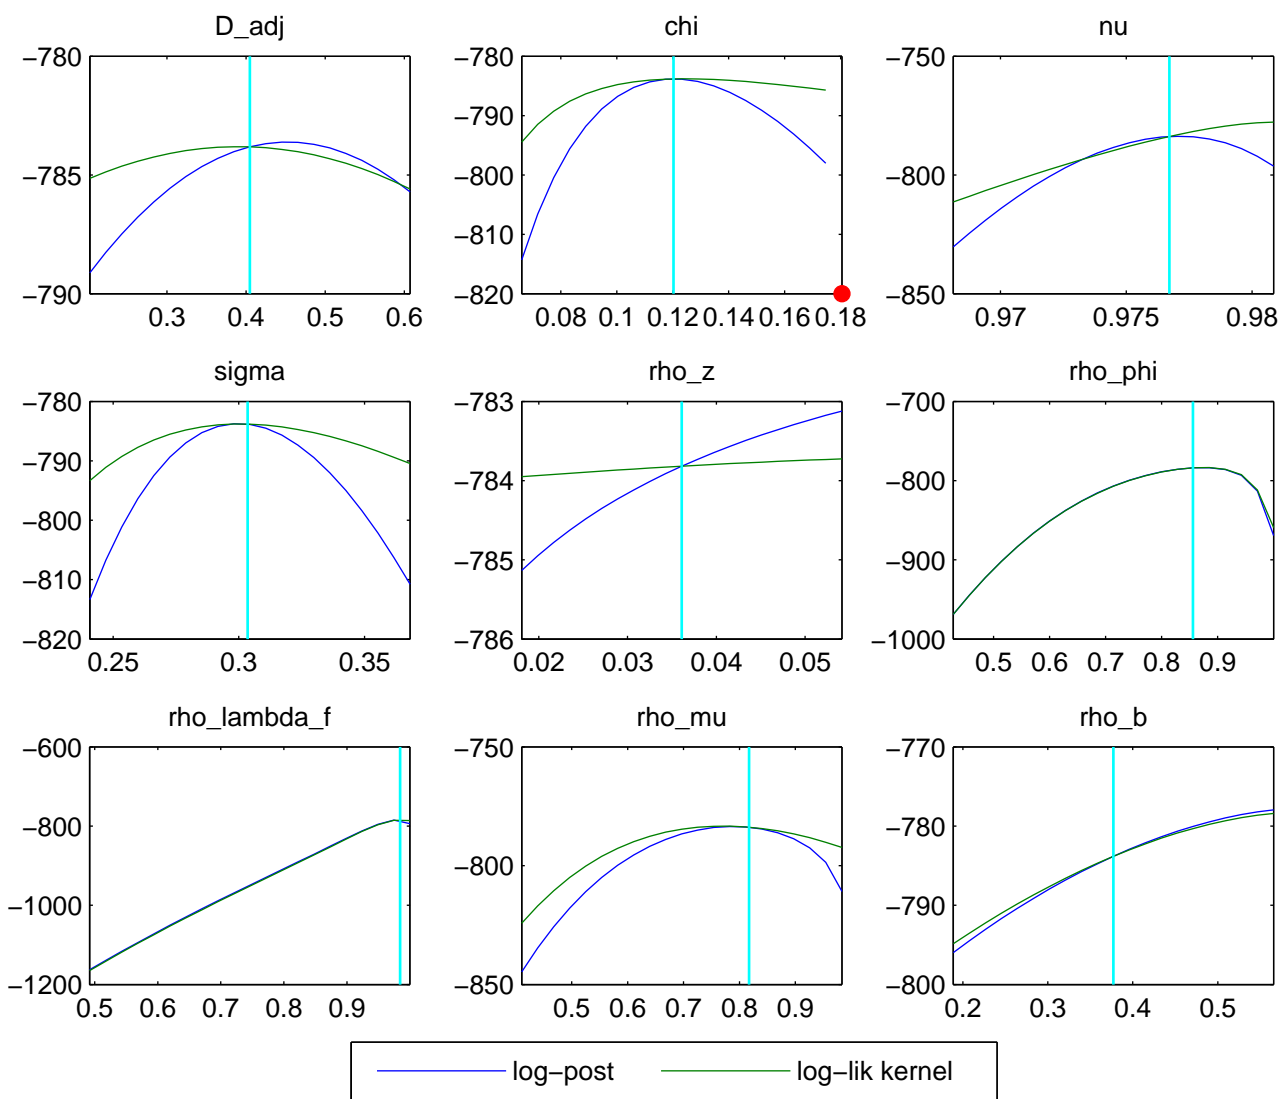 D_adj chi nu
−780 −780 −750
−785 −790 −800
−790 −800 −850
−810
−820
0.3 0.4 0.5 0.6 0.08 0.1 0.12 0.14 0.16 0.18 0.97 0.975 0.98
sigma rho_z rho_phi
−780 −783 −700
−790 −784 −800
−800 −785 −900
−810 −786 −1000
−820
0.25 0.3 0.35 0.02 0.03 0.04 0.05 0.5 0.6 0.7 0.8 0.9
rho_lambda_f rho_mu rho_b
−600 −750 −770
−800 −800 −780
−1000 −850 −790
−1200 −800
0.5 0.6 0.7 0.8 0.9 0.5 0.6 0.7 0.8 0.9 0.2 0.3 0.4 0.5
log−post log−lik kernel